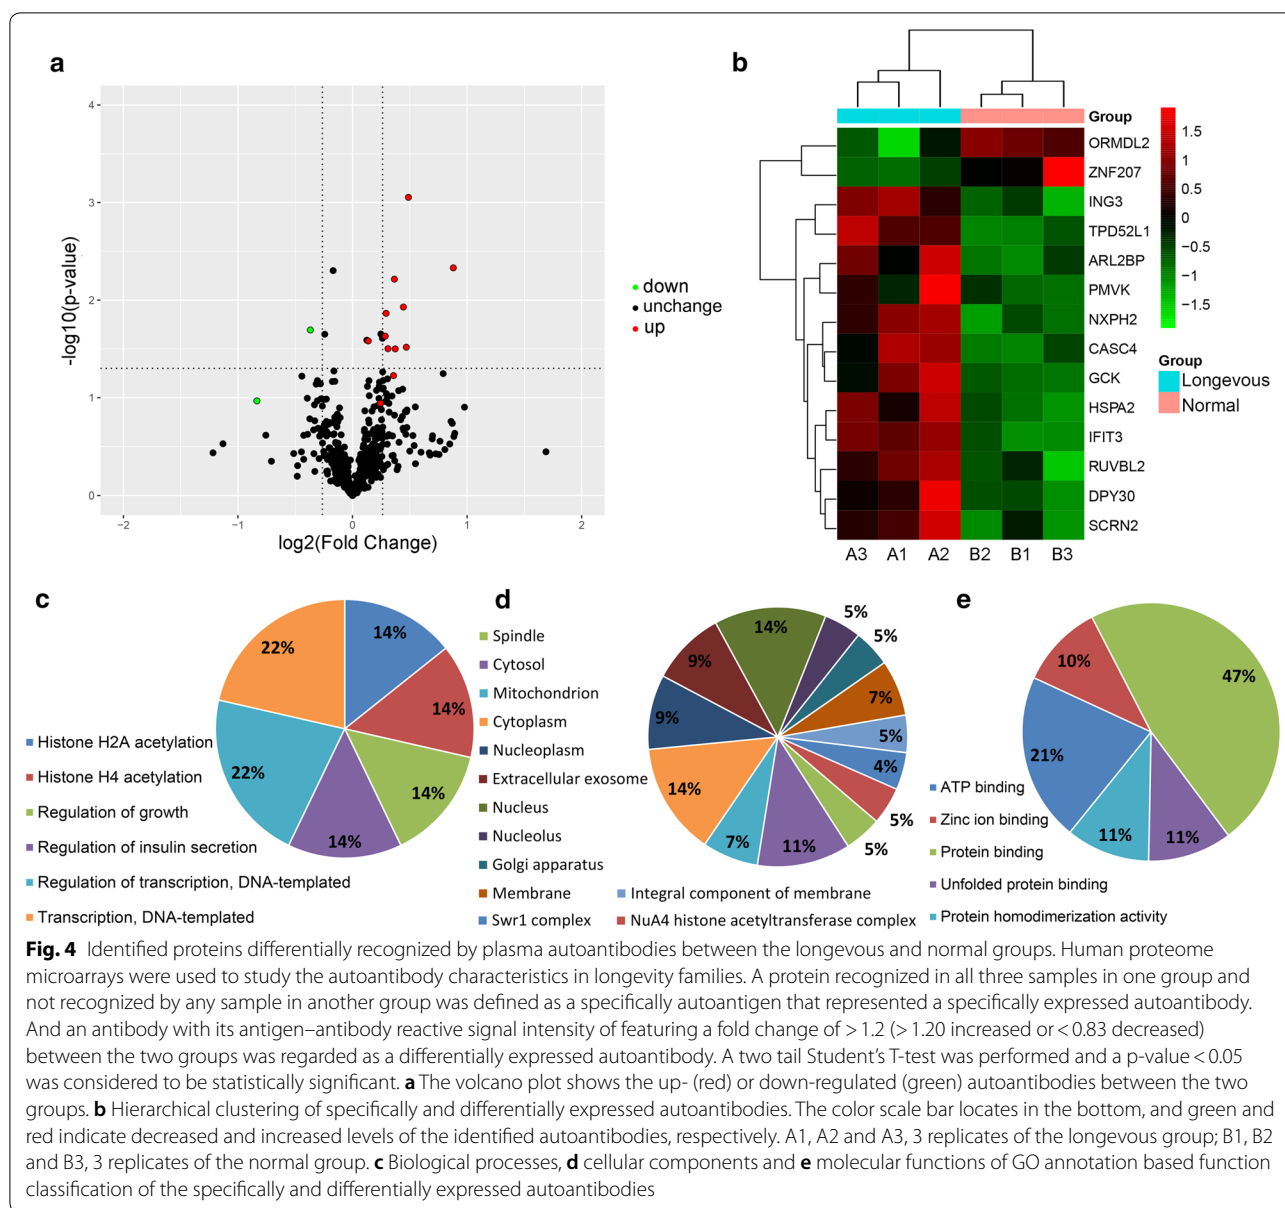 a
4
3
2
1
0
−2
−1
0
1
2
-log10(p-value)
log2(Fold Change)
down
unchange
up
b
Group
ORMDL2
ZNF207
ING3
TPD52L1
ARL2BP
PMVK
NXPH2
CASC4
GCK
HSPA2
IFIT3
RUVBL2
DPY30
SCRN2
A3 A1 A2 B2 B1 B3
1.5
1
0.5
0
−0.5
−1
−1.5
Group
Longevous
Normal
c
22%
14%
14%
14%
14%
22%
Histone H2A acetylation
Histone H4 acetylation
Regulation of growth
Regulation of insulin secretion
Regulation of transcription, DNA-templated
Transcription, DNA-templated
d
Spindle
Cytosol
Mitochondrion
Cytoplasm
Nucleoplasm
Extracellular exosome
Nucleus
Nucleolus
Golgi apparatus
Membrane
Integral component of membrane
Swr1 complex
NuA4 histone acetyltransferase complex
14%
5%
5%
7%
5%
4%
5%
5%
11%
7%
14%
9%
9%
e
47%
11%
11%
21%
10%
ATP binding
Zinc ion binding
Protein binding
Unfolded protein binding
Protein homodimerization activity
Fig. 4 Identified proteins differentially recognized by plasma autoantibodies between the longevous and normal groups. Human proteome
microarrays were used to study the autoantibody characteristics in longevity families. A protein recognized in all three samples in one group and
not recognized by any sample in another group was defined as a specifically autoantigen that represented a specifically expressed autoantibody.
And an antibody with its antigen–antibody reactive signal intensity of featuring a fold change of > 1.2 (> 1.20 increased or < 0.83 decreased)
between the two groups was regarded as a differentially expressed autoantibody. A two tail Student's T-test was performed and a p-value < 0.05
was considered to be statistically significant. a The volcano plot shows the up- (red) or down-regulated (green) autoantibodies between the two
groups. b Hierarchical clustering of specifically and differentially expressed autoantibodies. The color scale bar locates in the bottom, and green and
red indicate decreased and increased levels of the identified autoantibodies, respectively. A1, A2 and A3, 3 replicates of the longevous group; B1, B2
and B3, 3 replicates of the normal group. c Biological processes, d cellular components and e molecular functions of GO annotation based function
classification of the specifically and differentially expressed autoantibodies